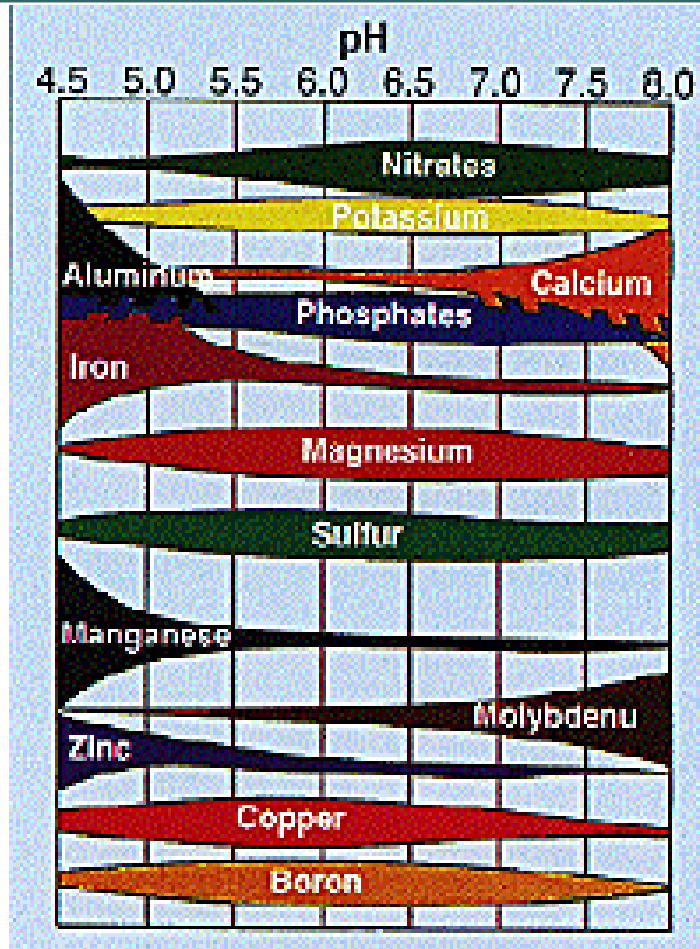 pH
4.5 5.0 5.5 6.0 6.5 7.0 7.5 8.0
Nitrates
Potassium
Aluminum
Calcium
Phosphates
Iron
Magnesium
Sulfur
Manganese
Molybdenu
Zinc
Copper
Boron